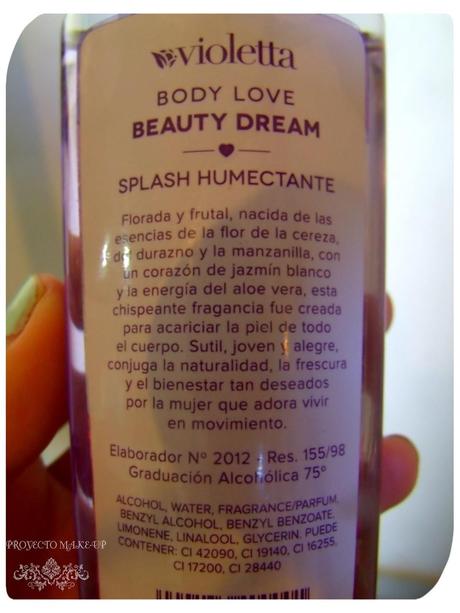 violetta
BODY LOVE
BEAUTY DREAM
SPLASH HUMECTANTE
Florada y frutal, nacida de las
esencias de la flor de la cereza,
del durazno y la manzanilla, con
un corazón de jazmín blanco
y la energía del aloe vera, esta
chispeante fragancia fue creada
para acariciar la piel de todo
el cuerpo. Sutil, joven y alegre,
conjuga la naturalidad, la frescura
y el bienestar tan deseados
por la mujer que adora vivir
en movimiento.
Elaborador Nº 2012 - Res. 155/98
Graduación Alcohólica 75º
ALCOHOL, WATER, FRAGRANCE/PARFUM,
BENZYL ALCOHOL, BENZYL BENZOATE,
LIMONENE, LINALOOL, GLYCERIN. PUEDE
CONTENER: CI 42090, CI 19140, CI 16255,
CI 17200, CI 28440
PROYECTO MAKE-UP